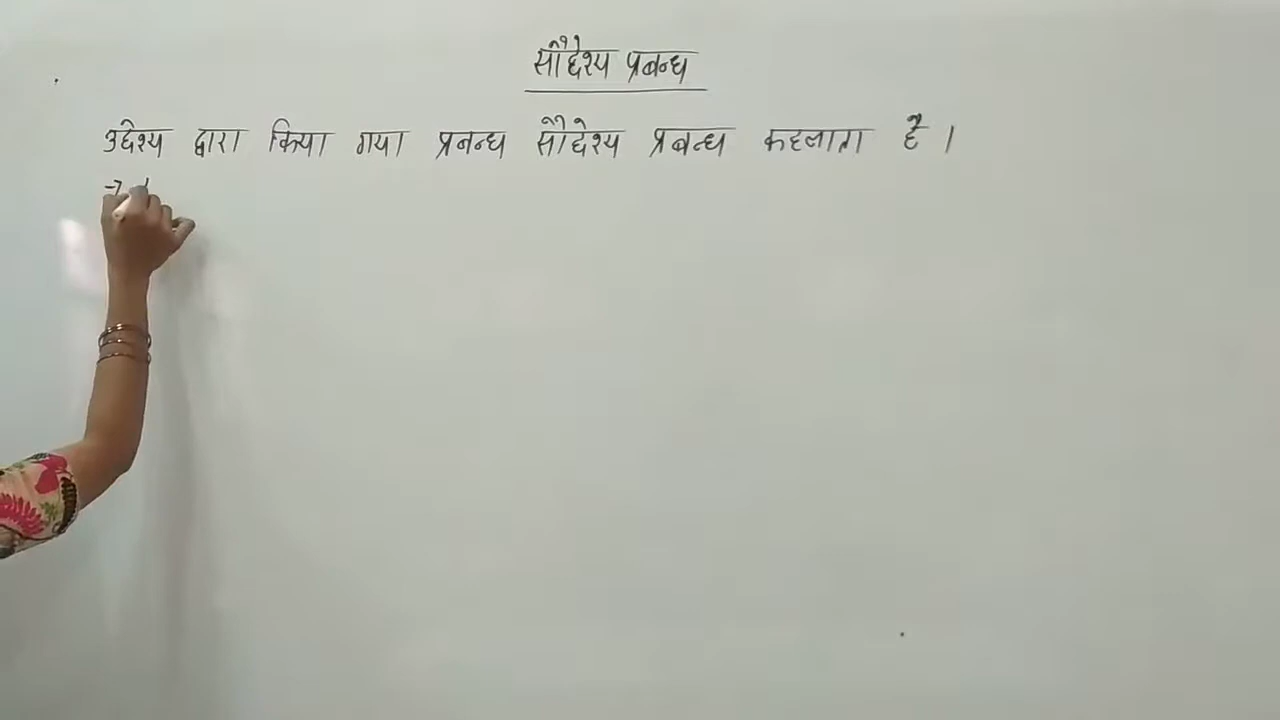 सौद्देश्य प्रबन्ध
उद्देश्य द्वारा किया गया प्रबन्ध सौद्देश्य प्रबन्ध कहलाता है ।
→